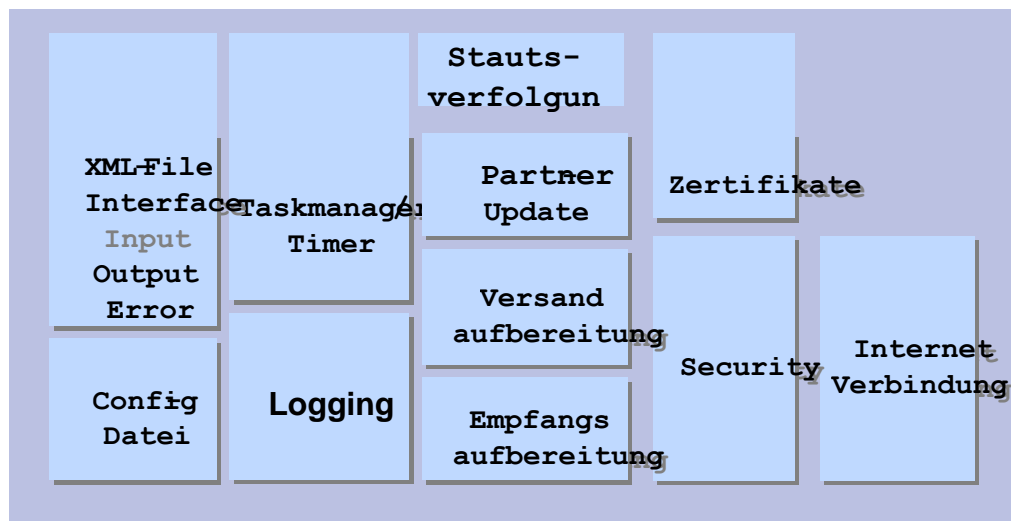 XML-File
Interface
Input
Output
Error
Config-
Datei
Taskmanager/
Timer
Logging
Stauts-
verfolgun
Partner-
Update
Versand
aufbereitung
Empfangs
aufbereitung
Zertifikate
Security
Internet
Verbindung